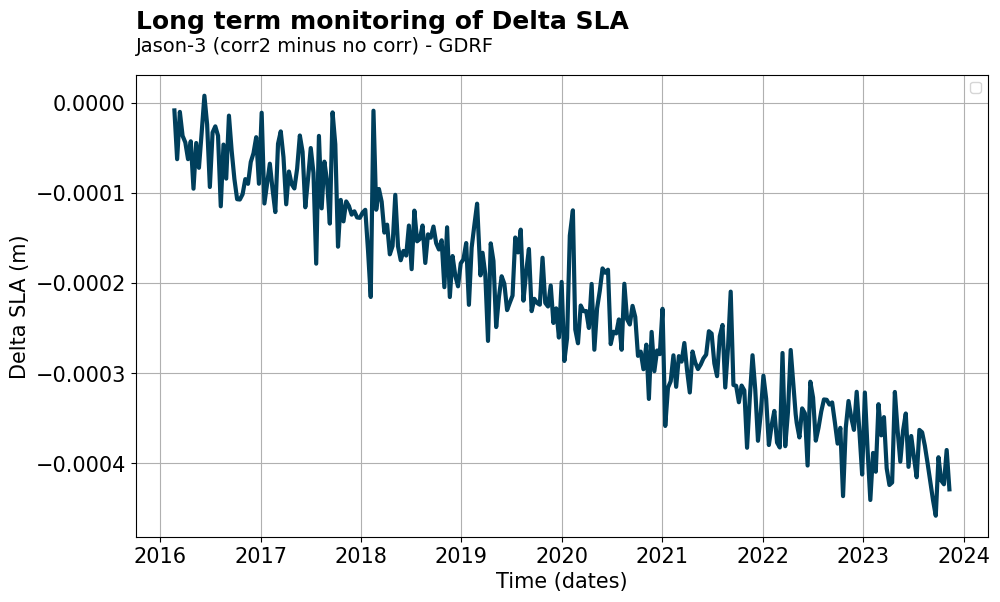 Long term monitoring of Delta SLA
Jason-3 (corr2 minus no corr) - GDRF
0.0000
−0.0001
−0.0002
−0.0003
−0.0004
Delta SLA (m)
2016 2017 2018 2019 2020 2021 2022 2023 2024
Time (dates)